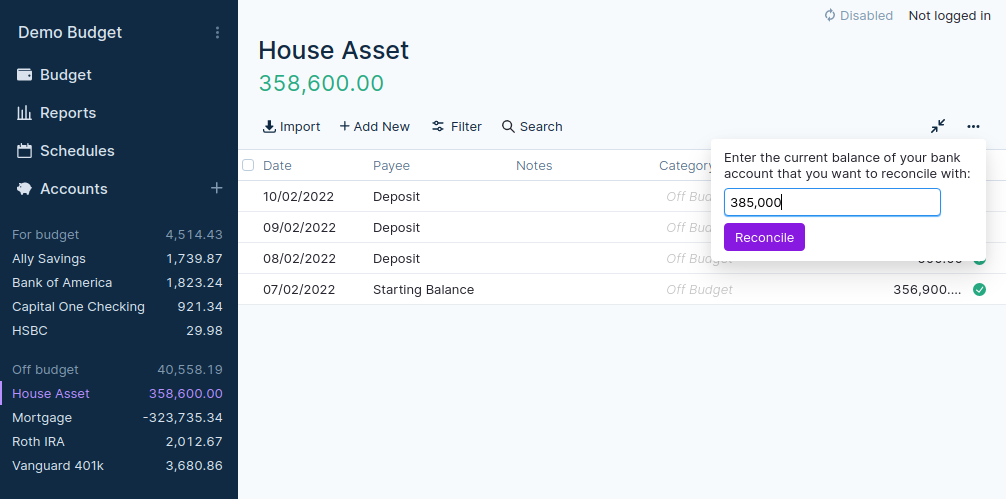 Demo Budget
Budget
Reports
Schedules
Accounts
For budget 4,514.43
Ally Savings 1,739.87
Bank of America 1,823.24
Capital One Checking 921.34
HSBC 29.98
Off budget 40,558.19
House Asset 358,600.00
Mortgage -323,735.34
Roth IRA 2,012.67
Vanguard 401k 3,680.86
Disabled Not logged in
House Asset
358,600.00
Import Add New Filter Search
Date Payee Notes Category
10/02/2022 Deposit Off Bud
09/02/2022 Deposit Off Bud
08/02/2022 Deposit Off Budget
07/02/2022 Starting Balance Off Budget 356,900....
Enter the current balance of your bank
account that you want to reconcile with:
385,000
Reconcile